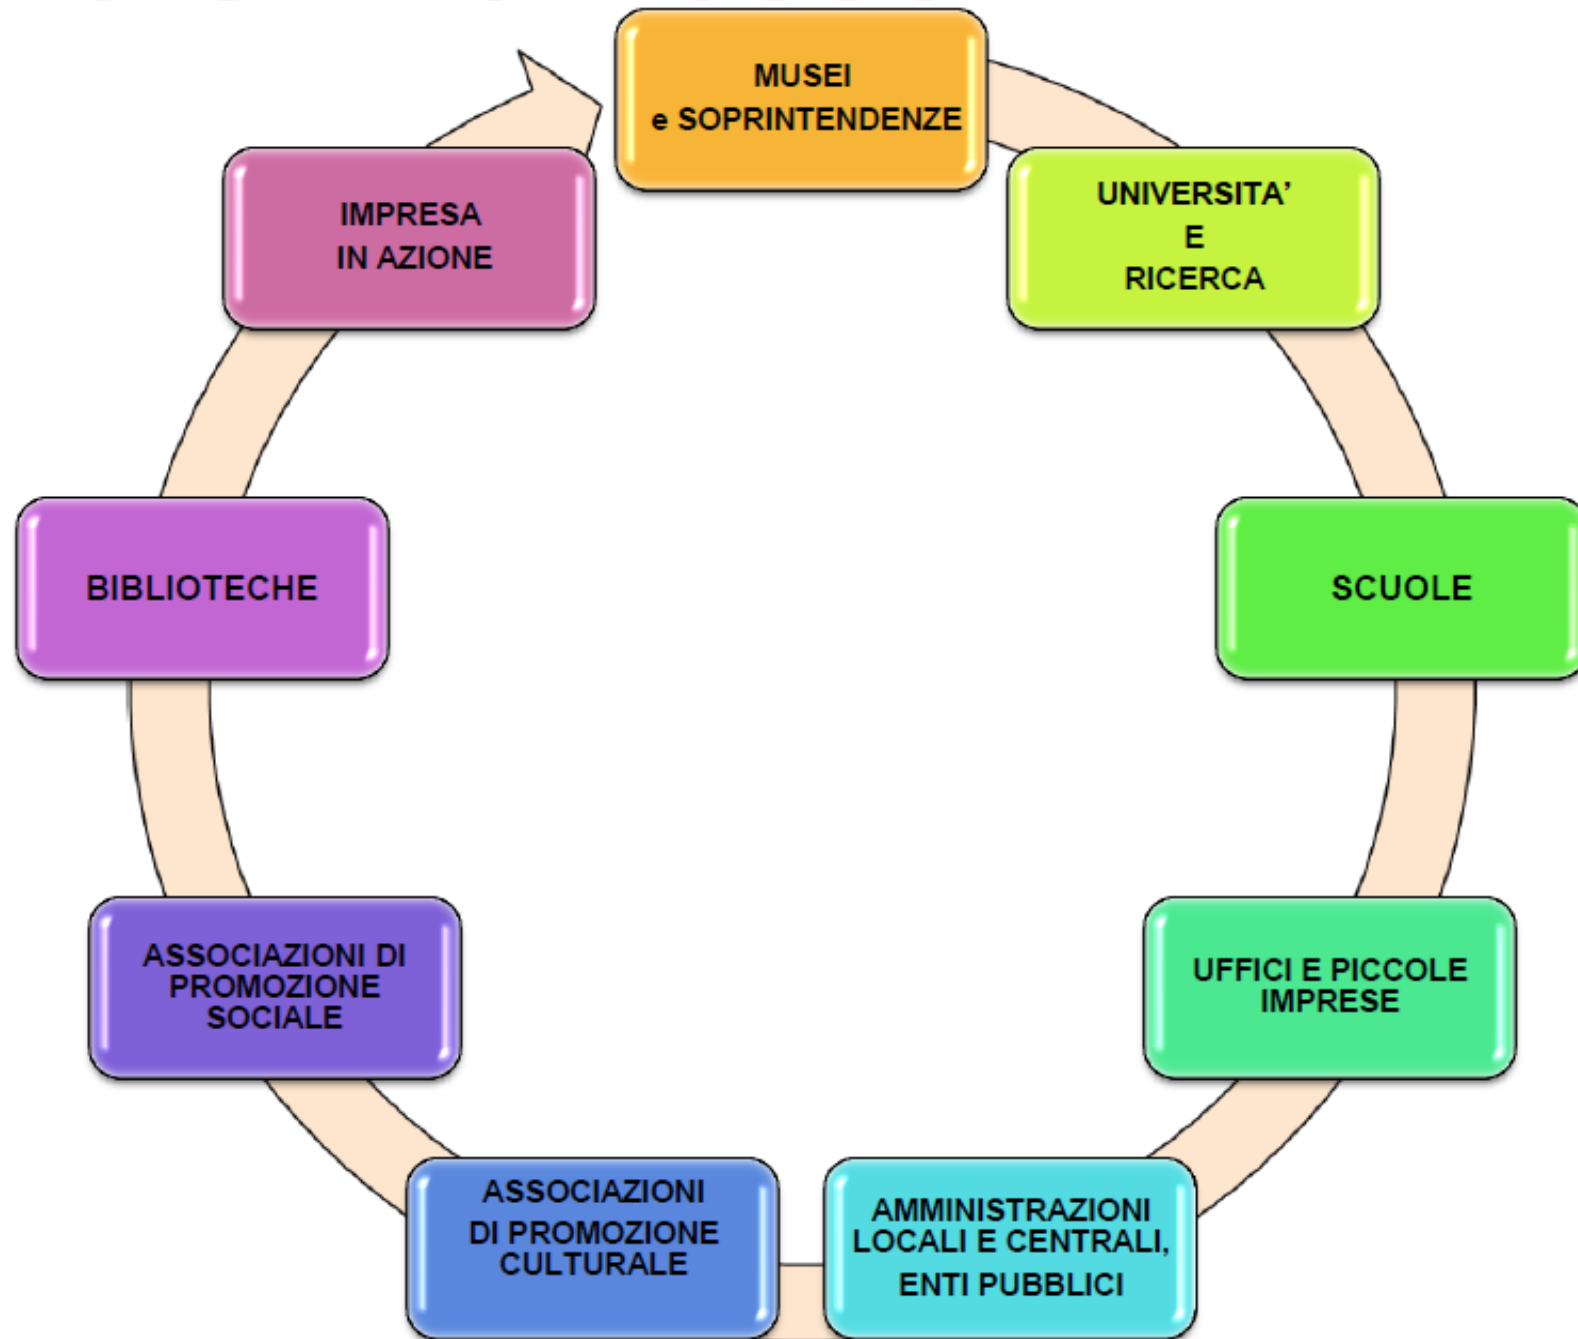 MUSEI
e SOPRINTENDENZE
UNIVERSITA’
E
RICERCA
SCUOLE
UFFICI E PICCOLE
IMPRESE
AMMINISTRAZIONI
LOCALI E CENTRALI,
ENTI PUBBLICI
ASSOCIAZIONI
DI PROMOZIONE
CULTURALE
ASSOCIAZIONI DI
PROMOZIONE
SOCIALE
BIBLIOTECHE
IMPRESA
IN AZIONE